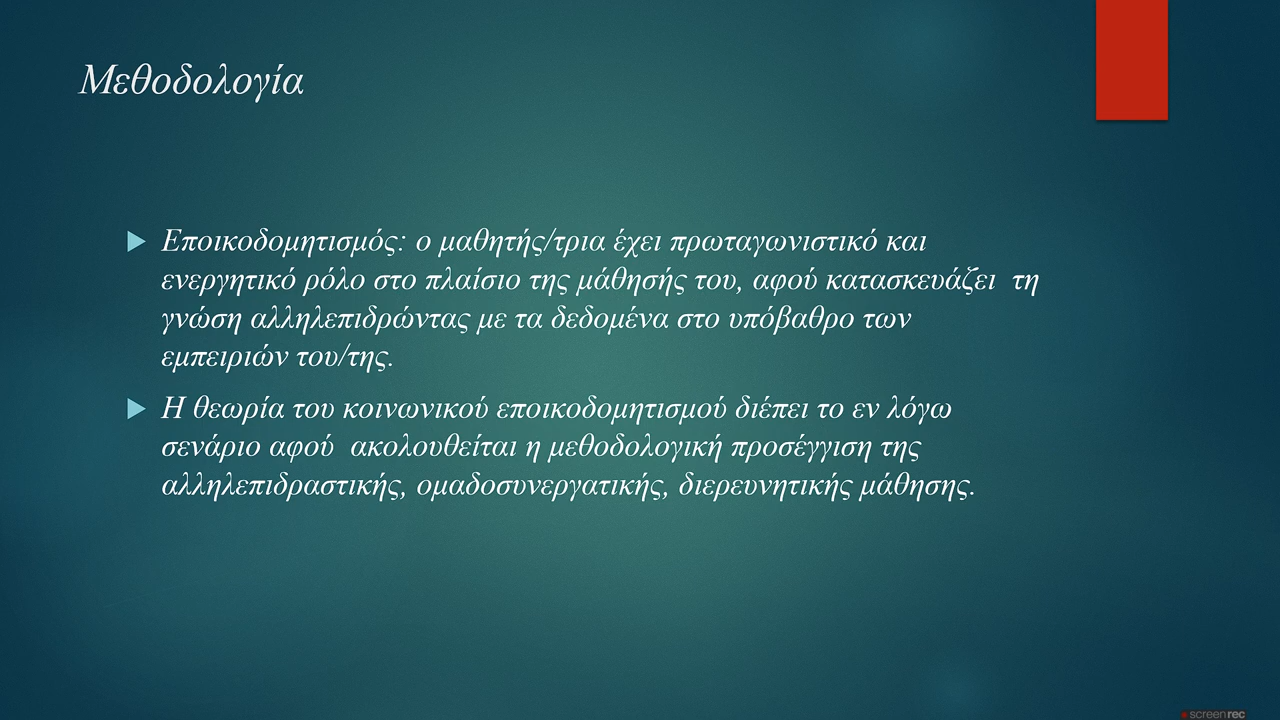 Μεθοδολογία
Εποικοδομητισμός: ο μαθητής/τρια έχει πρωταγωνιστικό και
ενεργητικό ρόλο στο πλαίσιο της μάθησής του, αφού κατασκευάζει τη
γνώση αλληλεπιδρώντας με τα δεδομένα στο υπόβαθρο των
εμπειριών του/της.
Η θεωρία του κοινωνικού εποικοδομητισμού διέπει το εν λόγω
σενάριο αφού ακολουθείται η μεθοδολογική προσέγγιση της
αλληλεπιδραστικής, ομαδοσυνεργατικής, διερευνητικής μάθησης.
screenrec